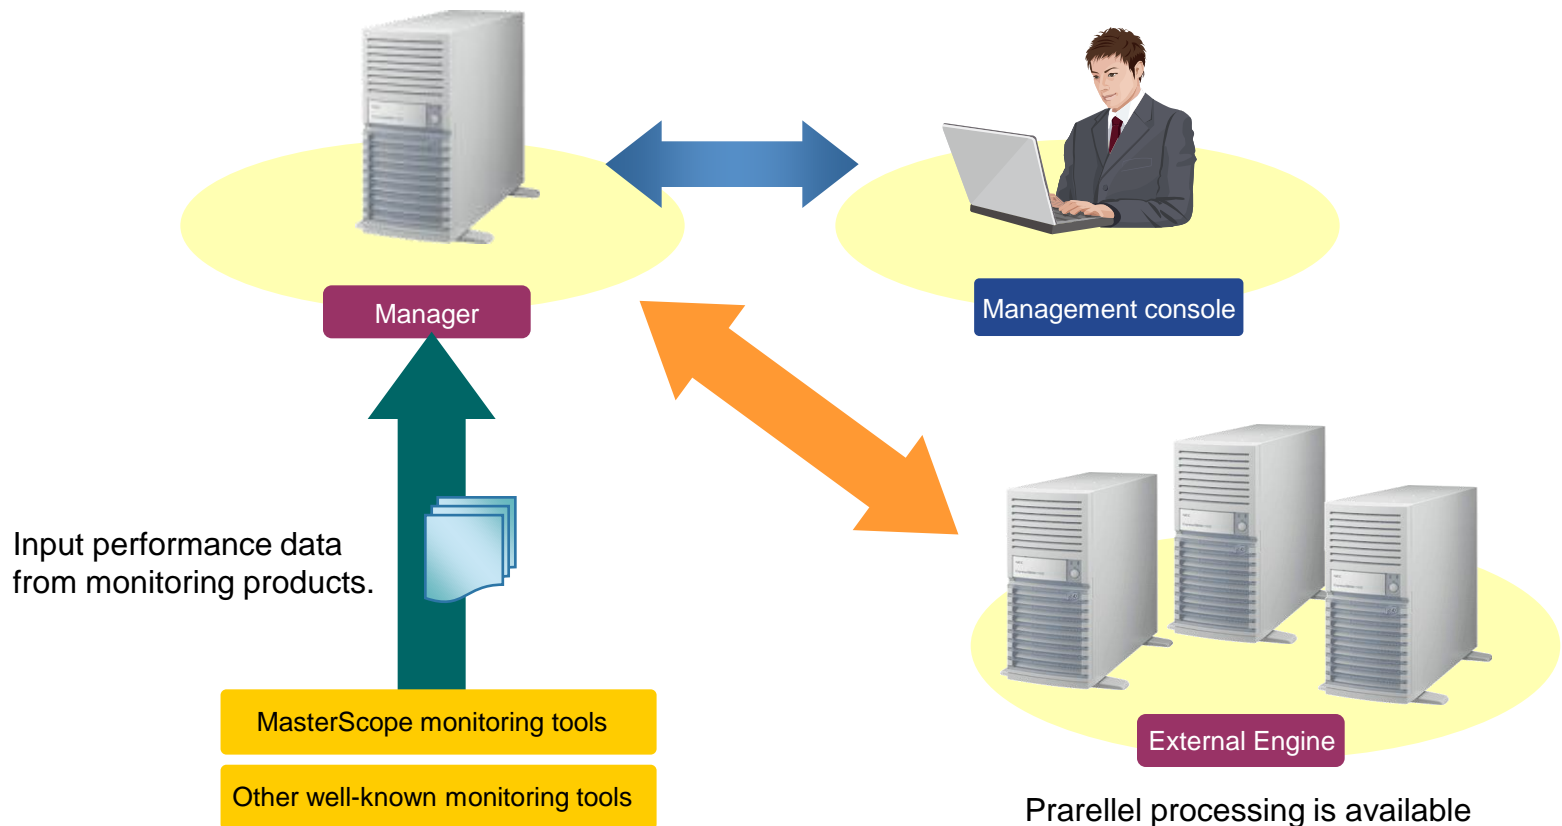 Manager
Management console
Input performance data
from monitoring products.
MasterScope monitoring tools
Other well-known monitoring tools
External Engine
Prarellel processing is available